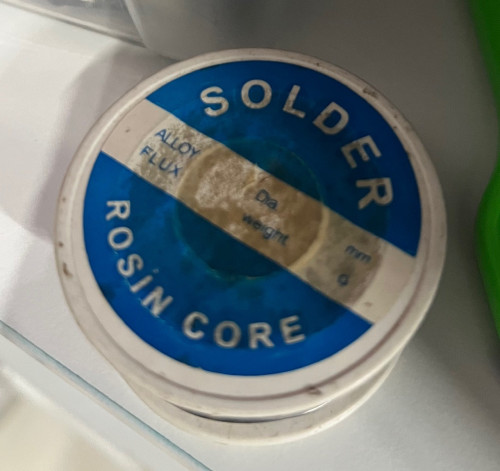 SOLDER
ALLOY
FLUX
Dia
weight
mm
G
ROSiN CORE